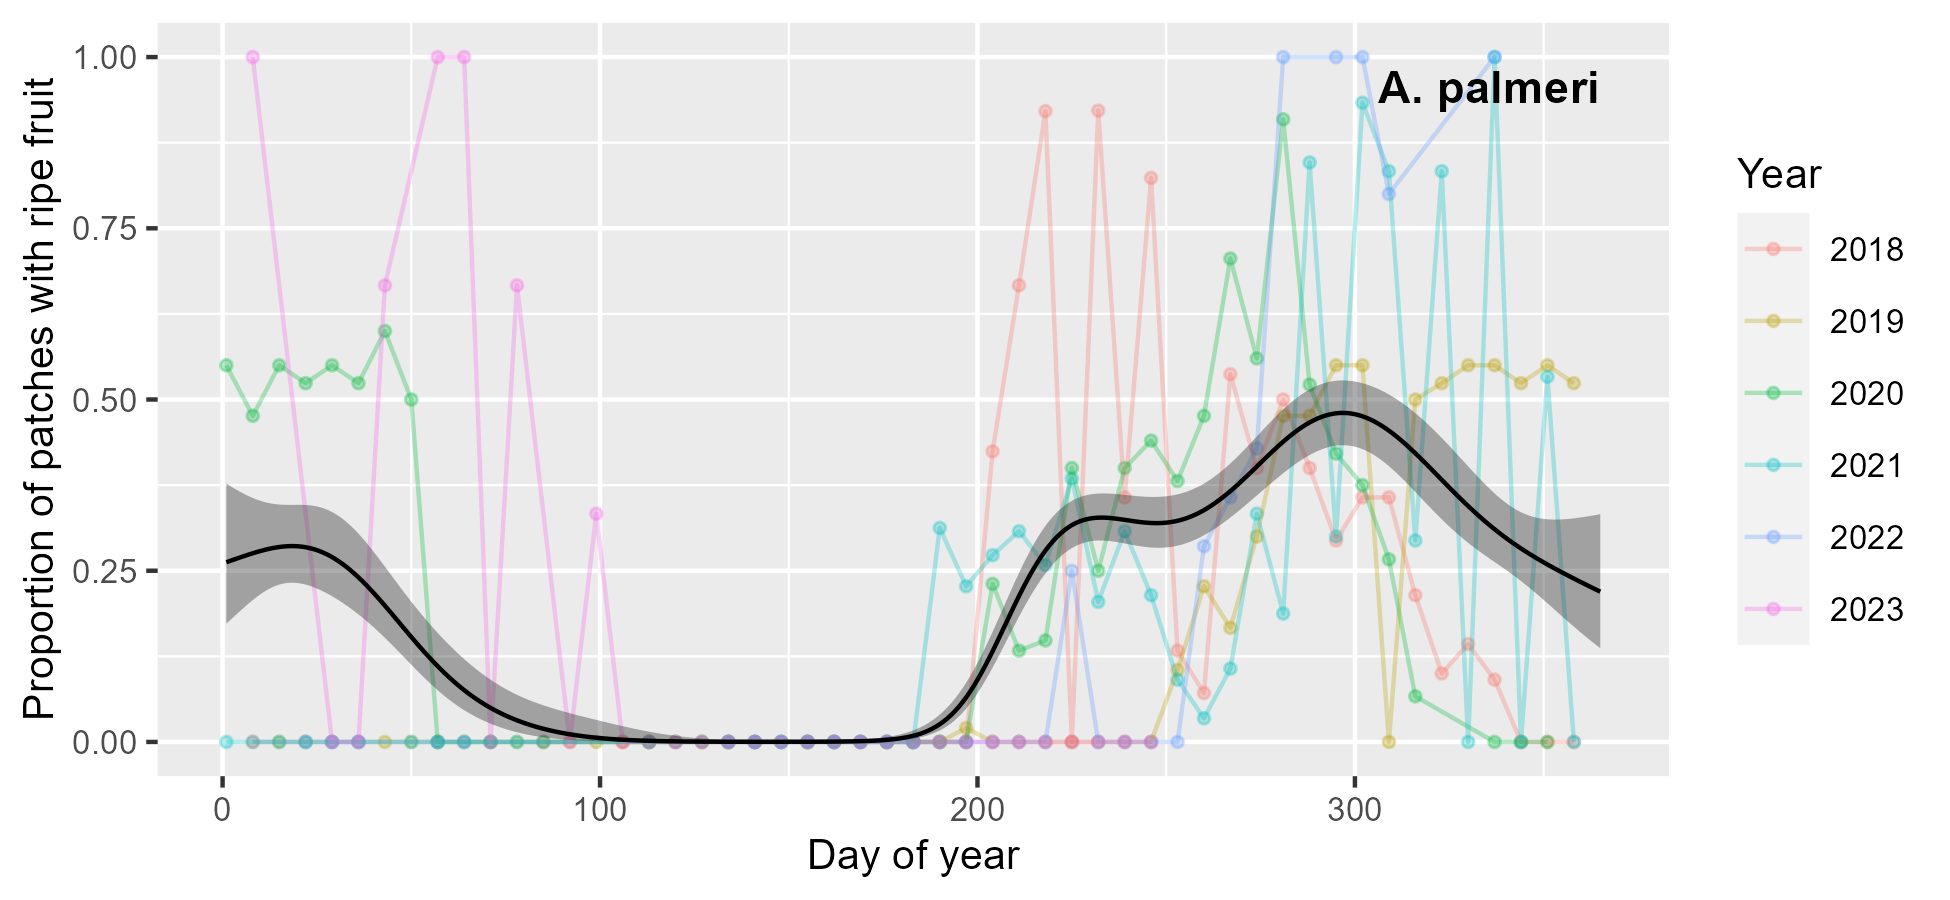 Proportion of patches with ripe fruit
1.00
0.75
0.50
0.25
0.00
A. palmeri
0 100 200 300
Day of year
Year
2018
2019
2020
2021
2022
2023